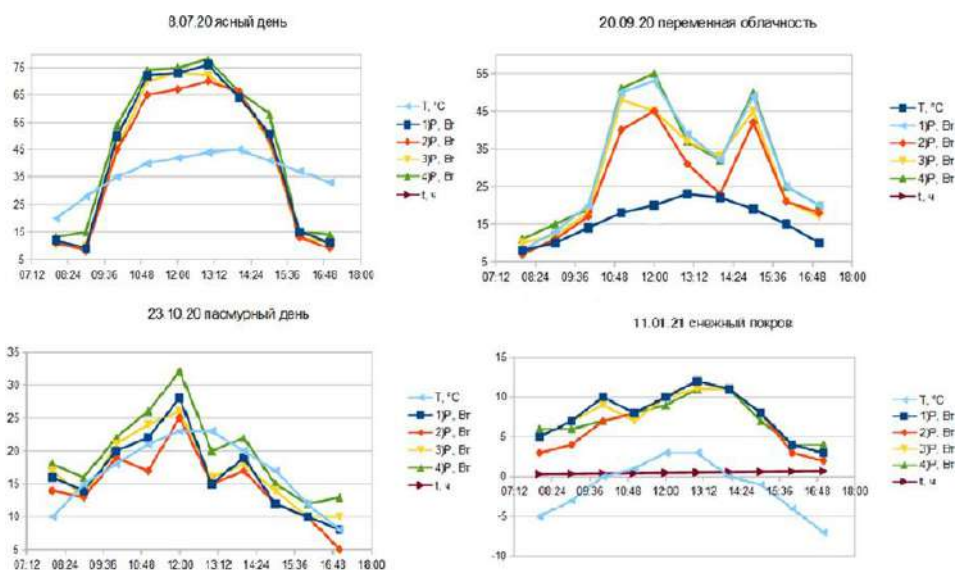 8.07.20 ясный день
75
65
55
45
35
25
15
5
07:12 08:24 09:36 10:48 12:00 13:12 14:24 15:36 16:48 18:00
T, °C
1)P, Вт
2)P, Вт
3)P, Вт
4)P, Вт
t, ч
20.09.20 переменная облачность
55
45
35
25
15
5
07:12 08:24 09:36 10:48 12:00 13:12 14:24 15:36 16:48 18:00
T, °C
1)P, Вт
2)P, Вт
3)P, Вт
4)P, Вт
t, ч
23.10.20 пасмурный день
35
30
25
20
15
10
5
07:12 08:24 09:36 10:48 12:00 13:12 14:24 15:36 16:48 18:00
T, °C
1)P, Вт
2)P, Вт
3)P, Вт
4)P, Вт
t, ч
11.01.21 снежный покров
15
10
5
0
07:12 08:24 09:36 10:48 12:00 13:12 14:24 15:36 16:48 18:00
-5
-10
T, °C
1)P, Вт
2)P, Вт
3)P, Вт
4)P, Вт
t, ч